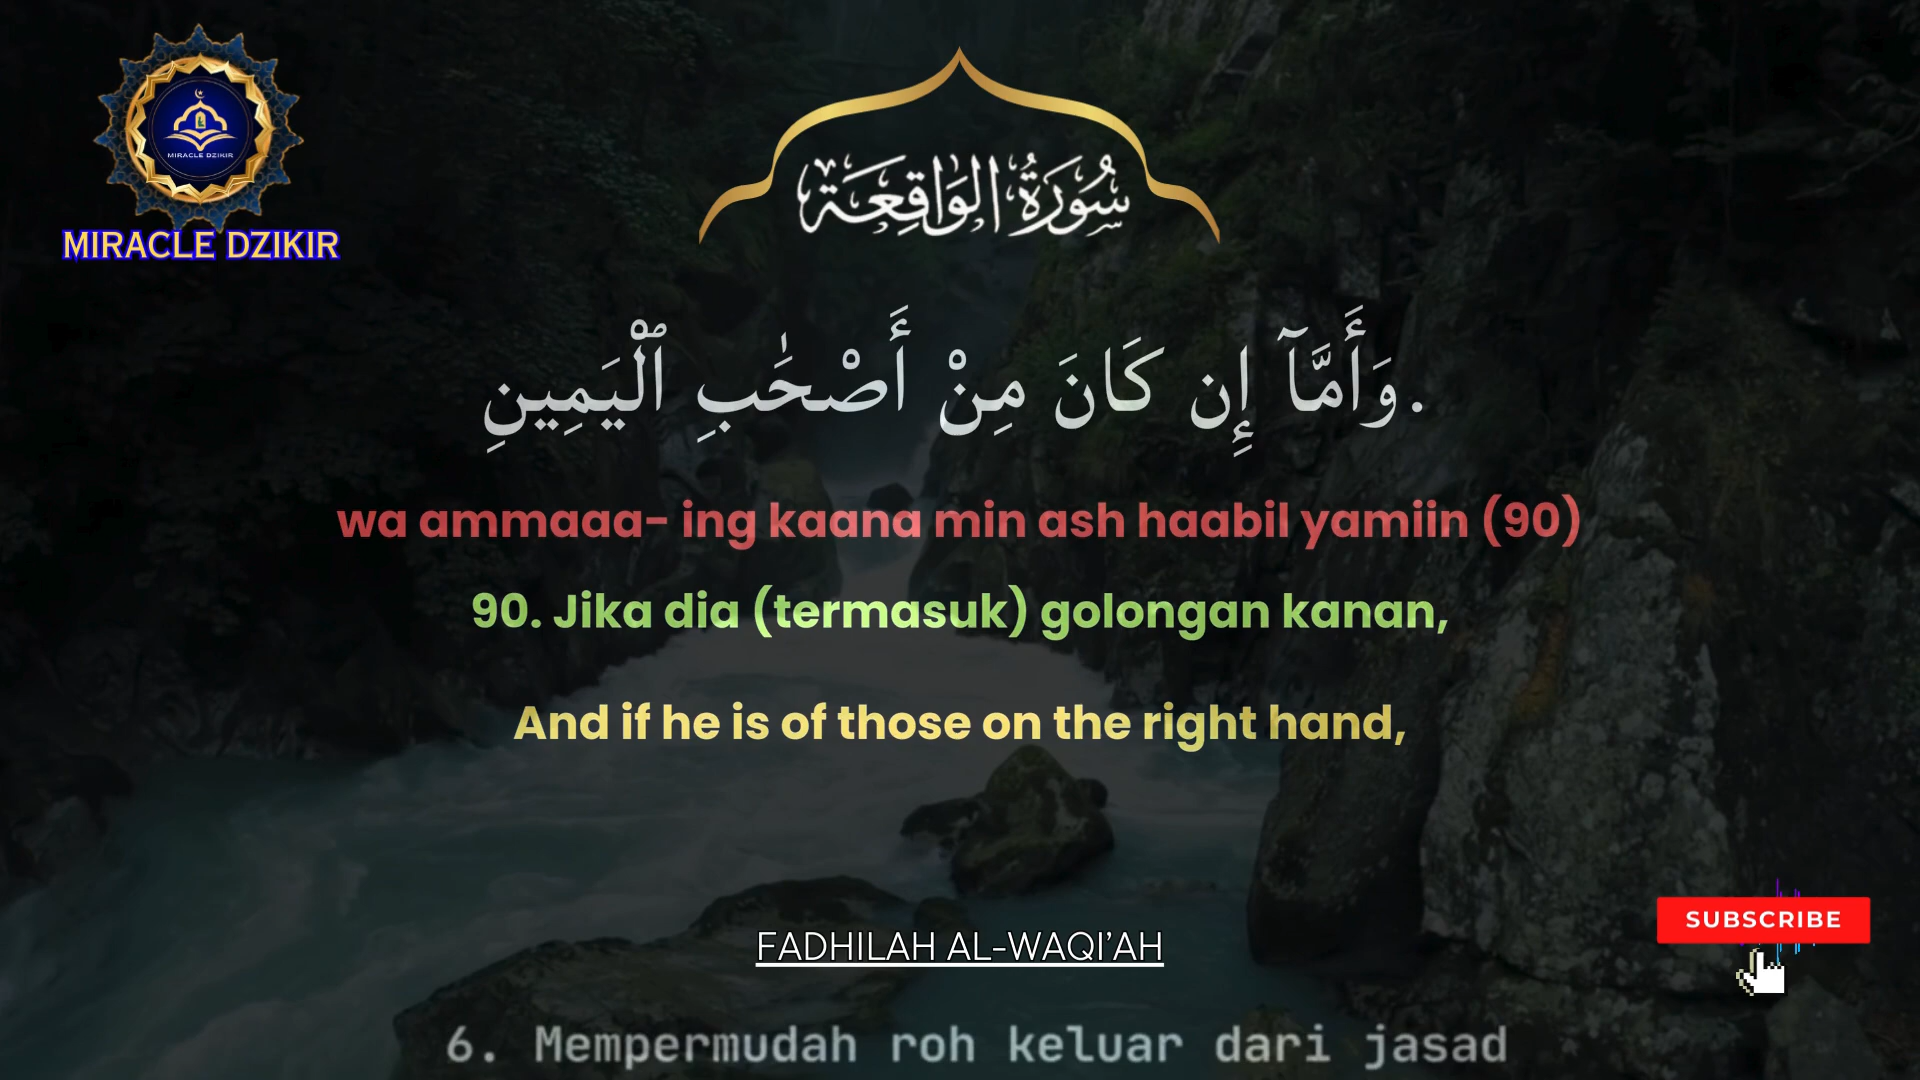 MIRACLE DZIKIR
MIRACLE DZIKIR
سُورَةُ الوَاقِعَة
.وَأَمَّآ إِن كَانَ مِنْ أَصْحَٰبِ ٱلْيَمِينِ
wa ammaaa- ing kaana min ash haabil yamiin (90)
90. Jika dia (termasuk) golongan kanan,
And if he is of those on the right hand,
SUBSCRIBE
FADHILAH AL-WAQI'AH
6. Mempermudah roh keluar dari jasad